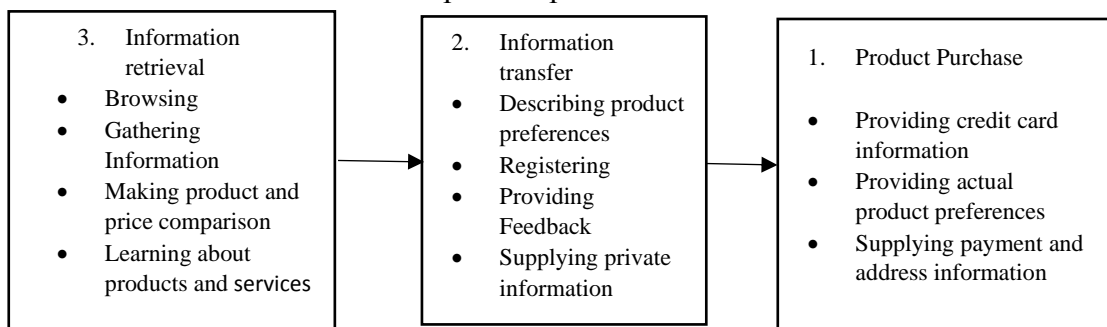 3. Information
retrieval
• Browsing
• Gathering
Information
• Making product and
price comparison
• Learning about
products and services
2. Information
transfer
• Describing product
preferences
• Registering
• Providing
Feedback
• Supplying private
information
1. Product Purchase
• Providing credit card
information
• Providing actual
product preferences
• Supplying payment and
address information